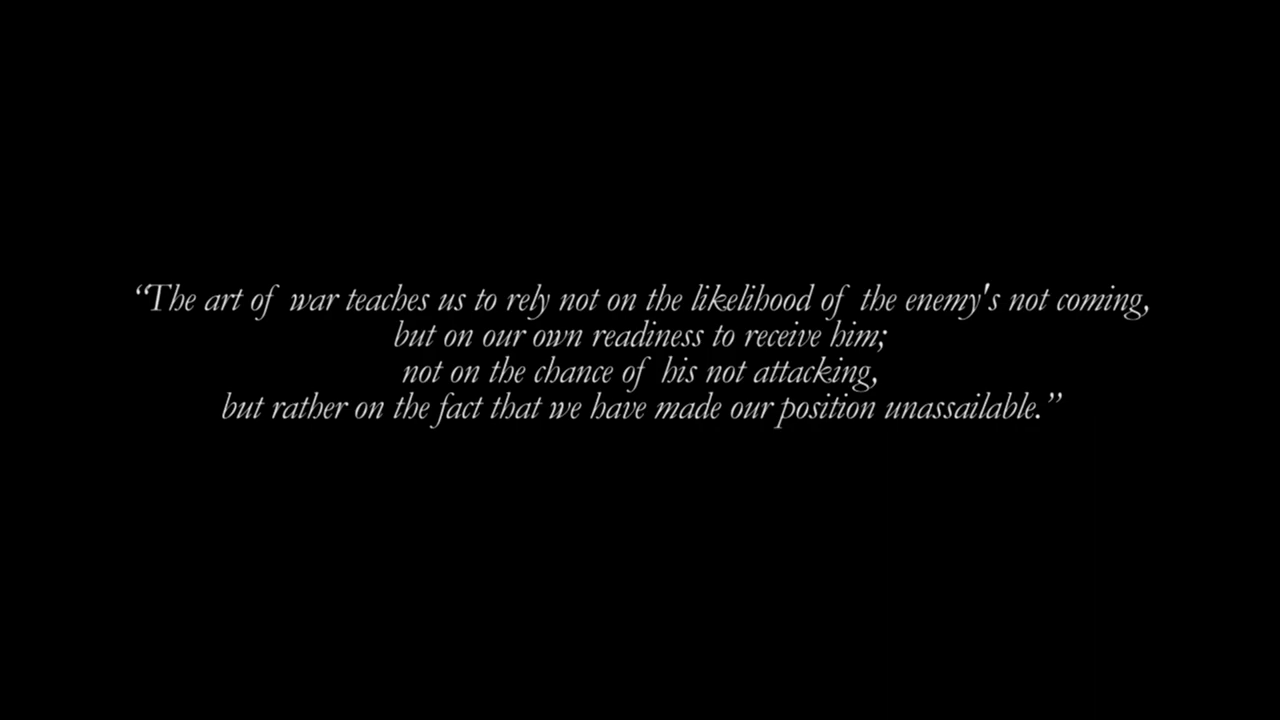 “The art of war teaches us to rely not on the likelihood of the enemy's not coming,
but on our own readiness to receive him;
not on the chance of his not attacking,
but rather on the fact that we have made our position unassailable.”